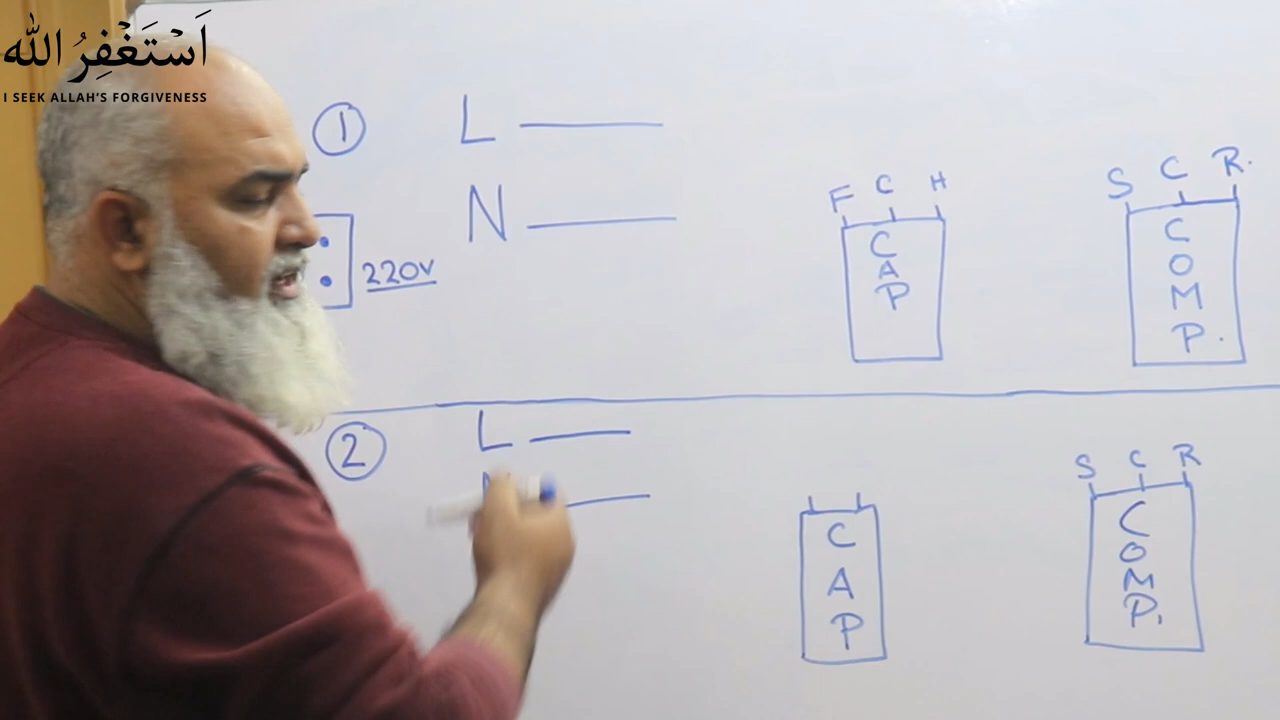 اَسْتَغْفِرُ اللّٰه
I SEEK ALLAH'S FORGIVENESS
1 L
N
220V
F C H
CAP
S C R.
COMP.
2 L
CAP
S C R
COMP.